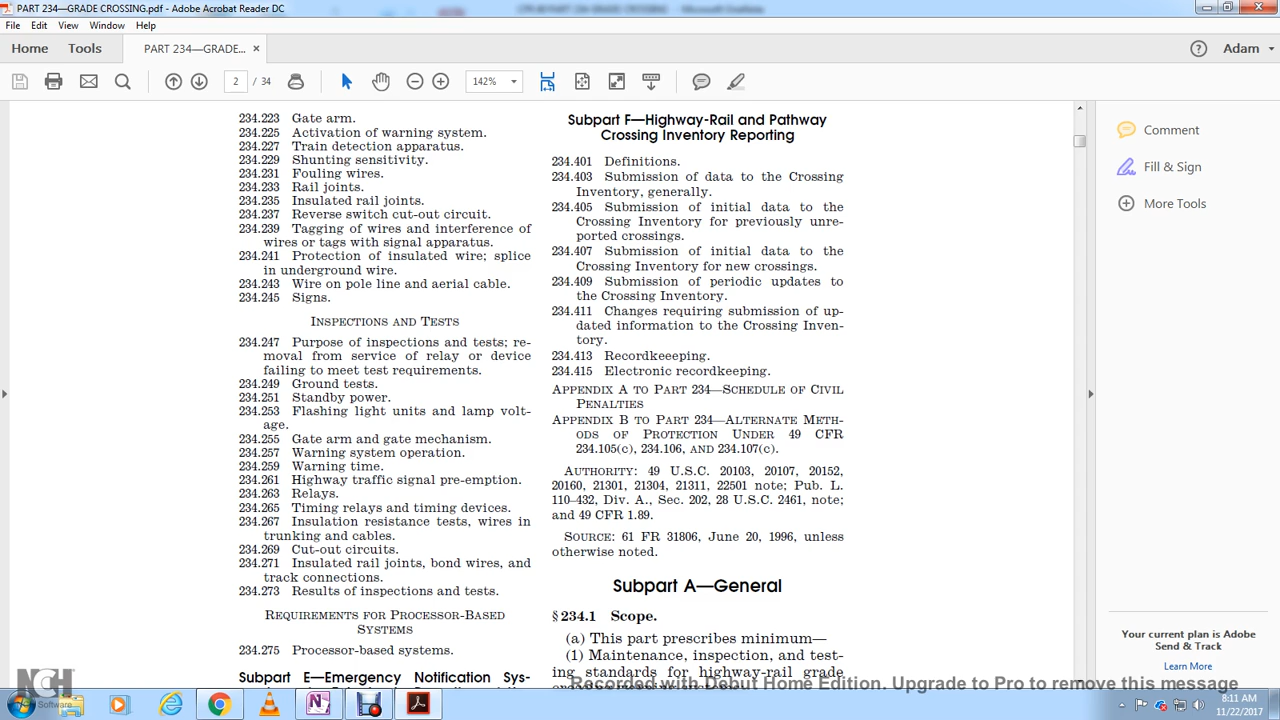 PART 234—GRADE CROSSING.pdf - Adobe Acrobat Reader DC
File Edit View Window Help
Home Tools PART 234—GRADE... × Adam
2 / 34 142%
234.223 Gate arm.
234.225 Activation of warning system.
234.227 Train detection apparatus.
234.229 Shunting sensitivity.
234.231 Fouling wires.
234.233 Rail joints.
234.235 Insulated rail joints.
234.237 Reverse switch cut-out circuit.
234.239 Tagging of wires and interference of
wires or tags with signal apparatus.
234.241 Protection of insulated wire; splice
in underground wire.
234.243 Wire on pole line and aerial cable.
234.245 Signs.
INSPECTIONS AND TESTS
234.247 Purpose of inspections and tests; re-
moval from service of relay or device
failing to meet test requirements.
234.249 Ground tests.
234.251 Standby power.
234.253 Flashing light units and lamp volt-
age.
234.255 Gate arm and gate mechanism.
234.257 Warning system operation.
234.259 Warning time.
234.261 Highway traffic signal pre-emption.
234.263 Relays.
234.265 Timing relays and timing devices.
234.267 Insulation resistance tests, wires in
trunking and cables.
234.269 Cut-out circuits.
234.271 Insulated rail joints, bond wires, and
track connections.
234.273 Results of inspections and tests.
REQUIREMENTS FOR PROCESSOR-BASED
SYSTEMS
234.275 Processor-based systems.
Subpart E—Emergency Notification Sys-
Subpart F—Highway-Rail and Pathway
Crossing Inventory Reporting
234.401 Definitions.
234.403 Submission of data to the Crossing
Inventory, generally.
234.405 Submission of initial data to the
Crossing Inventory for previously unre-
ported crossings.
234.407 Submission of initial data to the
Crossing Inventory for new crossings.
234.409 Submission of periodic updates to
the Crossing Inventory.
234.411 Changes requiring submission of up-
dated information to the Crossing Inven-
tory.
234.413 Recordkeeeping.
234.415 Electronic recordkeeping.
APPENDIX A TO PART 234—SCHEDULE OF CIVIL
PENALTIES
APPENDIX B TO PART 234—ALTERNATE METH-
ODS OF PROTECTION UNDER 49 CFR
234.105(c), 234.106, AND 234.107(c).
AUTHORITY: 49 U.S.C. 20103, 20107, 20152,
20160, 21301, 21304, 21311, 22501 note; Pub. L.
110–432, Div. A., Sec. 202, 28 U.S.C. 2461, note;
and 49 CFR 1.89.
SOURCE: 61 FR 31806, June 20, 1996, unless
otherwise noted.
Subpart A—General
§ 234.1 Scope.
(a) This part prescribes minimum—
(1) Maintenance, inspection, and test-
ing standards for highway-rail grade
Comment
Fill & Sign
More Tools
Your current plan is Adobe
Send & Track
Learn More
Recorded with Debut Home Edition. Upgrade to Pro to remove this message
NCH Software
8:11 AM
11/22/2017